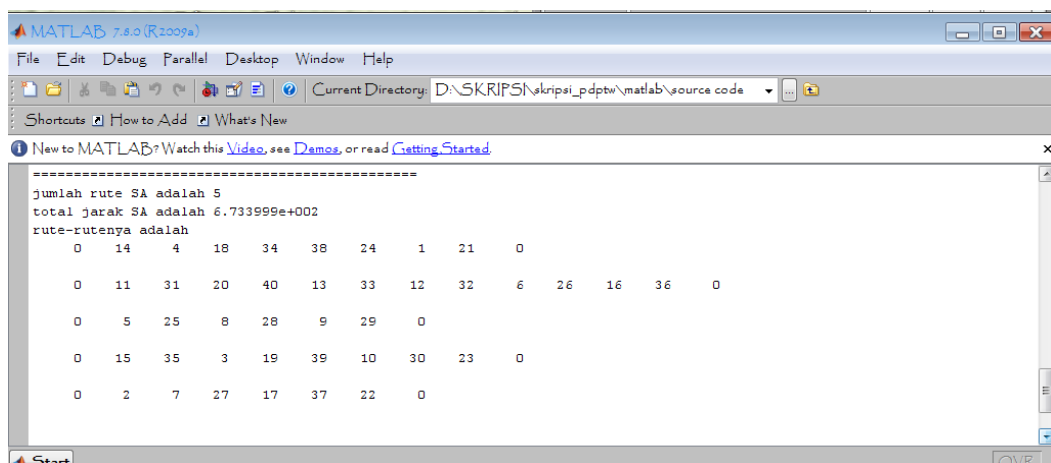 MATLAB 7.8.0 (R2009a)
File Edit Debug Parallel Desktop Window Help
Current Directory: D:\SKRIPSI\skripsi_pdptw\matlab\source code
Shortcuts How to Add What's New
New to MATLAB? Watch this Video, see Demos, or read Getting Started.
==================================================
jumlah rute SA adalah 5
total jarak SA adalah 6.733999e+002
rute-rutenya adalah
0 14 4 18 34 38 24 1 21 0
0 11 31 20 40 13 33 12 32 6 26 16 36 0
0 5 25 8 28 9 29 0
0 15 35 3 19 39 10 30 23 0
0 2 7 27 17 37 22 0
Start OVR